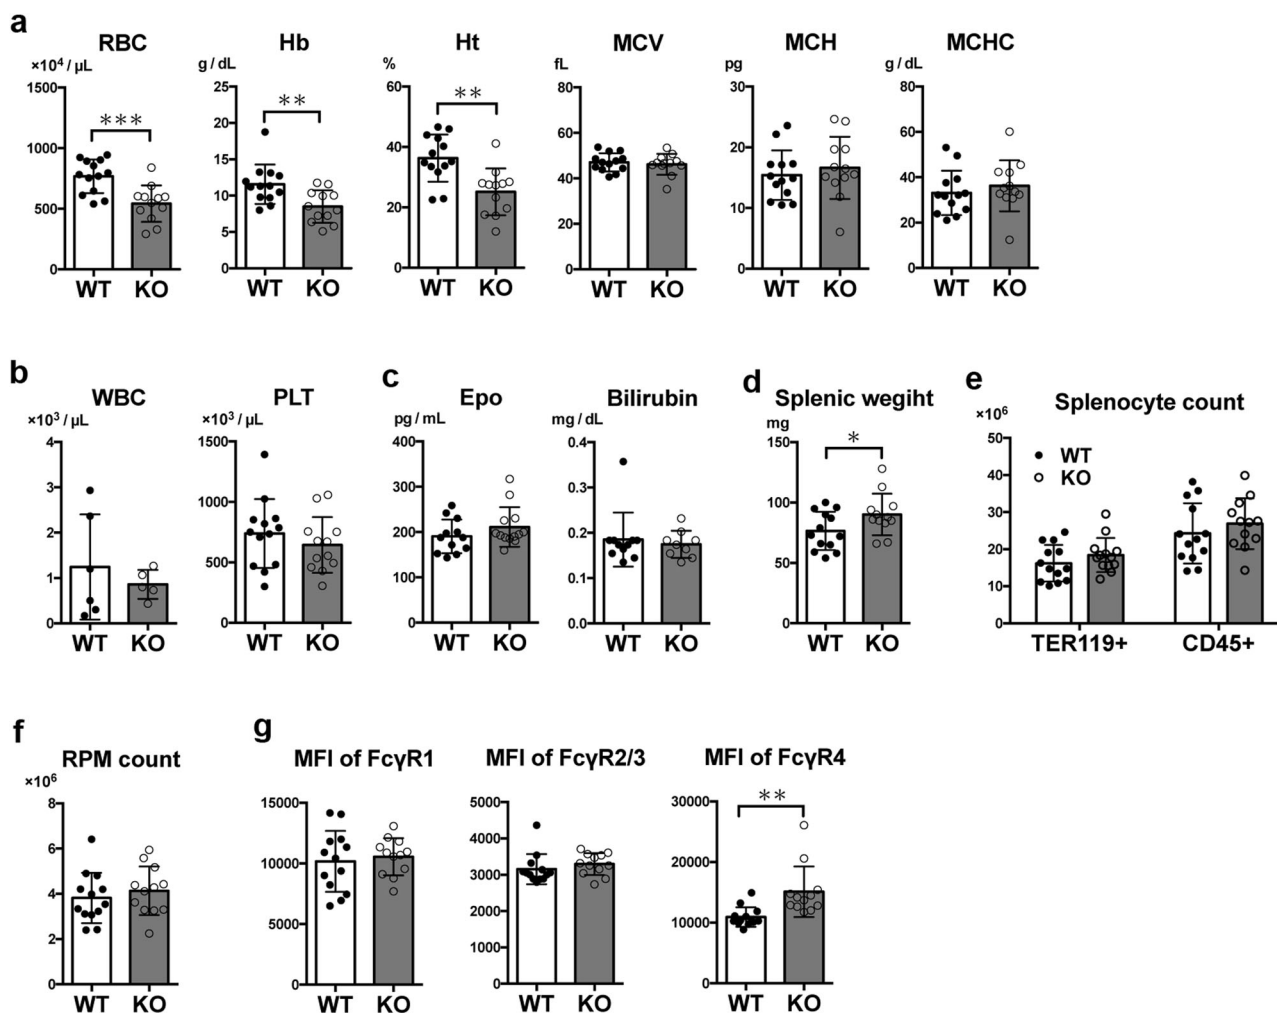 a
RBC Hb Ht MCV MCH MCHC
×10⁴ / μL g / dL % fL pg g / dL
1500 1000 500 0
25 20 15 10 5 0
60 40 20 0
80 60 40 20 0
30 20 10 0
80 60 40 20 0
*** ** **
WT KO WT KO WT KO WT KO WT KO WT KO
b
WBC PLT
×10³ / μL ×10³ / μL
4 3 2 1 0
1500 1000 500 0
WT KO WT KO
c
Epo Bilirubin
pg / mL mg / dL
400 300 200 100 0
0.4 0.3 0.2 0.1 0.0
WT KO WT KO
d
Splenic wegiht
mg
150 100 50 0
*
WT KO
e
Splenocyte count
×10⁶
50 40 30 20 10 0
WT
KO
TER119+ CD45+
f
RPM count
×10⁶
8 6 4 2 0
WT KO
g
MFI of FcγR1 MFI of FcγR2/3 MFI of FcγR4
15000 10000 5000 0
5000 4000 3000 2000 1000 0
30000 20000 10000 0
**
WT KO WT KO WT KO